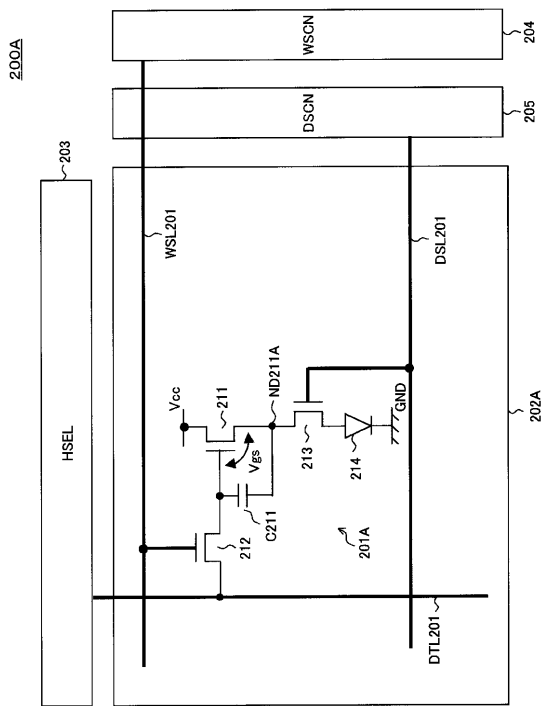 200A
WSCN
204
DSCN
205
203
HSEL
WSL201
DSL201
Vcc
211
ND211A
Vgs
C211
212
213
214
GND
201A
DTL201
202A